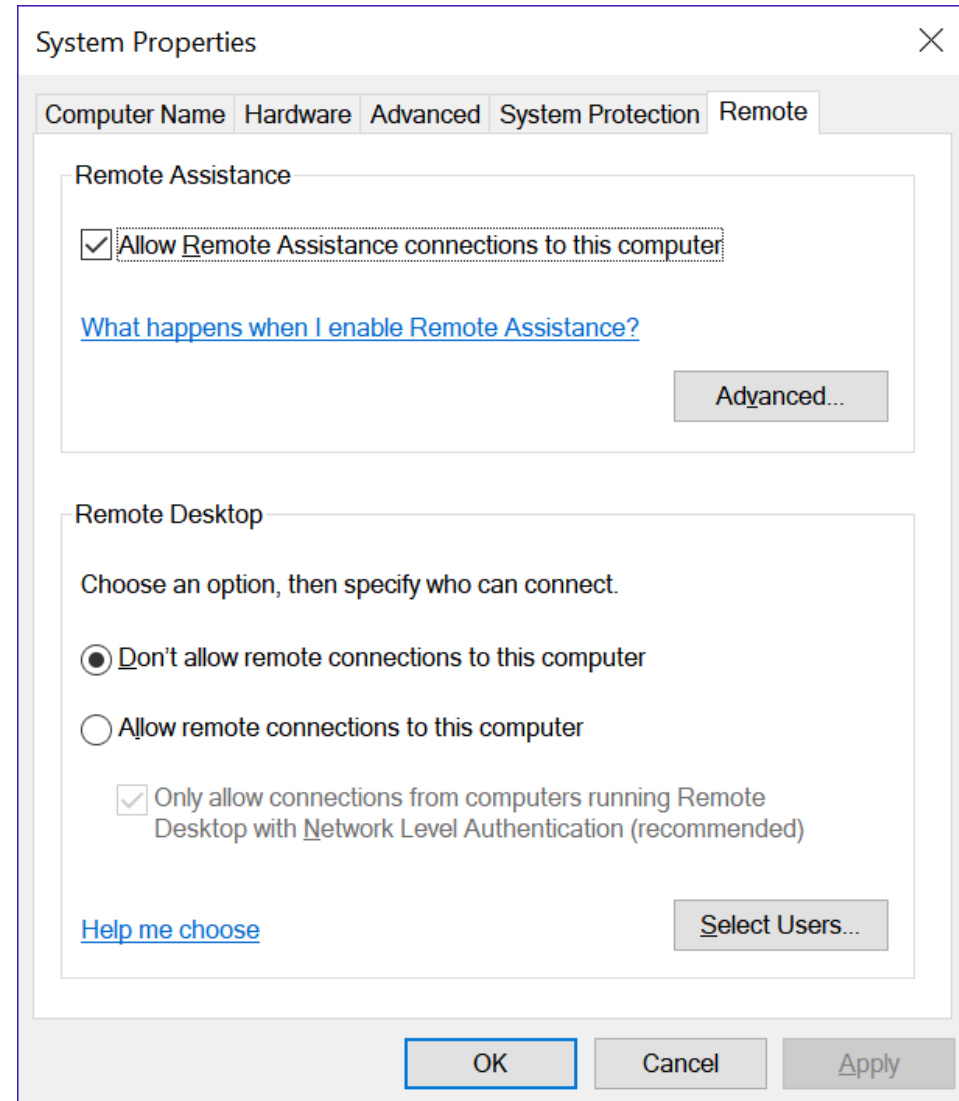 System Properties
Computer Name Hardware Advanced System Protection Remote
Remote Assistance
Allow Remote Assistance connections to this computer
What happens when I enable Remote Assistance?
Advanced...
Remote Desktop
Choose an option, then specify who can connect.
Don’t allow remote connections to this computer
Allow remote connections to this computer
Only allow connections from computers running Remote
Desktop with Network Level Authentication (recommended)
Help me choose
Select Users...
OK Cancel Apply